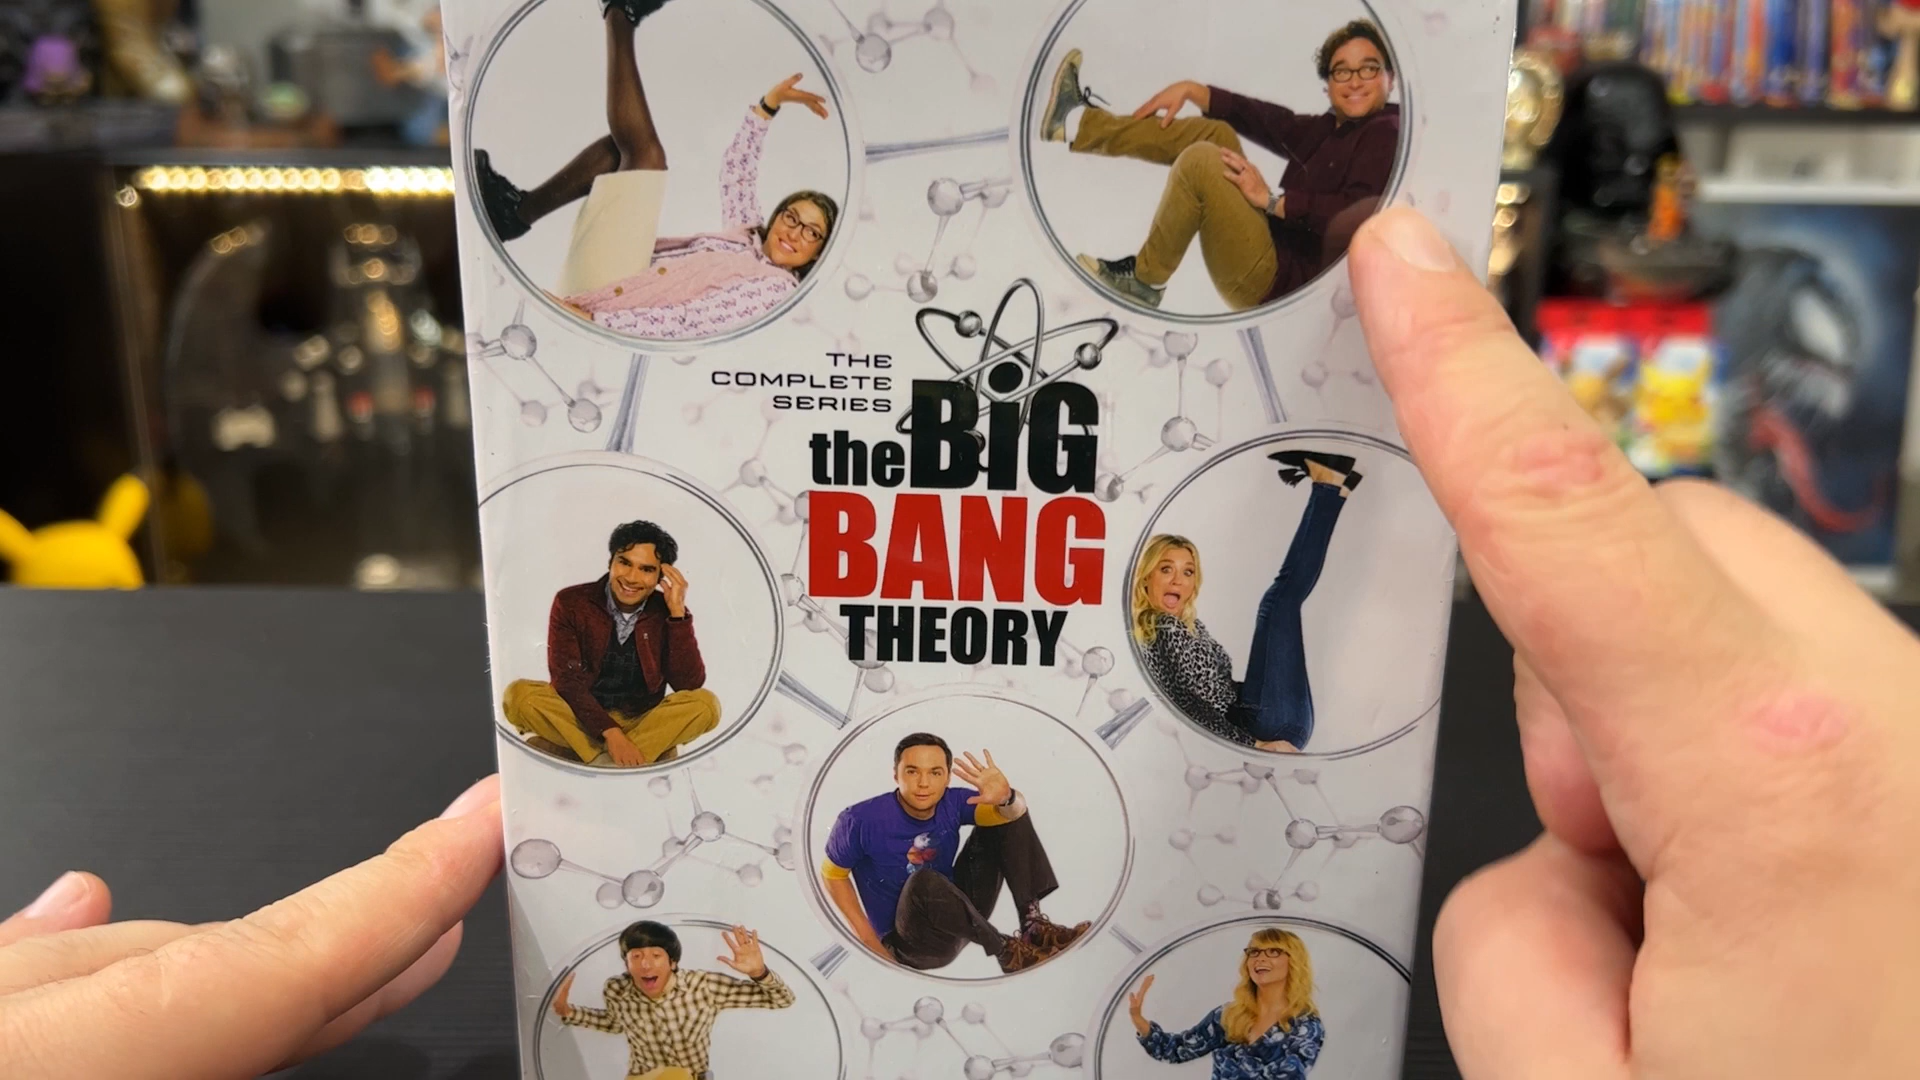 THE
COMPLETE
SERIES
the BiG
BANG
THEORY